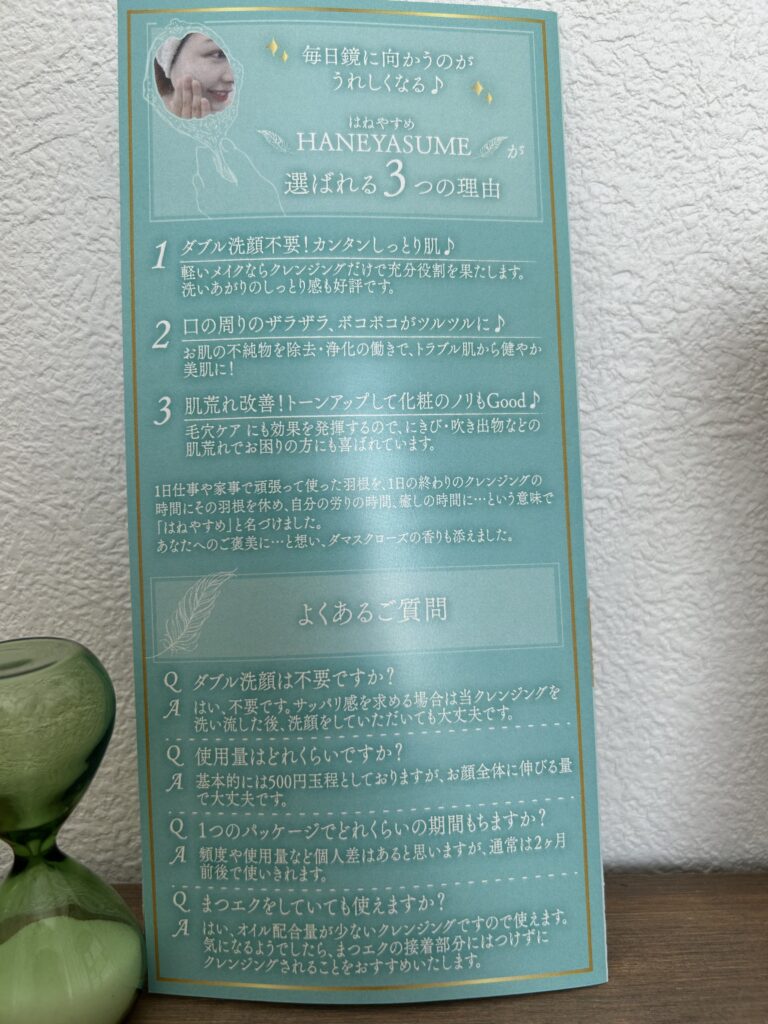 毎日鏡に向かうのが
うれしくなる♪
はねやすめ
HANEYASUME が
選ばれる3つの理由
1 ダブル洗顔不要!カンタンしっとり肌♪
軽いメイクならクレンジングだけで充分役割を果たします。
洗いあがりのしっとり感も好評です。
2 口の周りのザラザラ、ボコボコがツルツルに♪
お肌の不純物を除去・浄化の働きで、トラブル肌から健やか
美肌に!
3 肌荒れ改善!トーンアップして化粧のノリもGood♪
毛穴ケア にも効果を発揮するので、にきび・吹き出物などの
肌荒れでお困りの方にも喜ばれています。
1日仕事や家事で頑張って使った羽根を、1日の終わりのクレンジングの
時間にその羽根を休め、自分の労りの時間、癒しの時間に…という意味で
「はねやすめ」と名づけました。
あなたへのご褒美に…と想い、ダマスクローズの香りも添えました。
よくあるご質問
Q ダブル洗顔は不要ですか?
A はい、不要です。サッパリ感を求める場合は当クレンジングを
洗い流した後、洗顔をしていただいても大丈夫です。
Q 使用量はどれくらいですか?
A 基本的には500円玉程としておりますが、お顔全体に伸びる量
で大丈夫です。
Q 1つのパッケージでどれくらいの期間もちますか?
A 頻度や使用量など個人差はあると思いますが、通常は2ヶ月
前後で使いきれます。
Q まつエクをしていても使えますか?
A はい、オイル配合量が少ないクレンジングですので使えます。
気になるようでしたら、まつエクの接着部分にはつけずに
クレンジングされることをおすすめいたします。